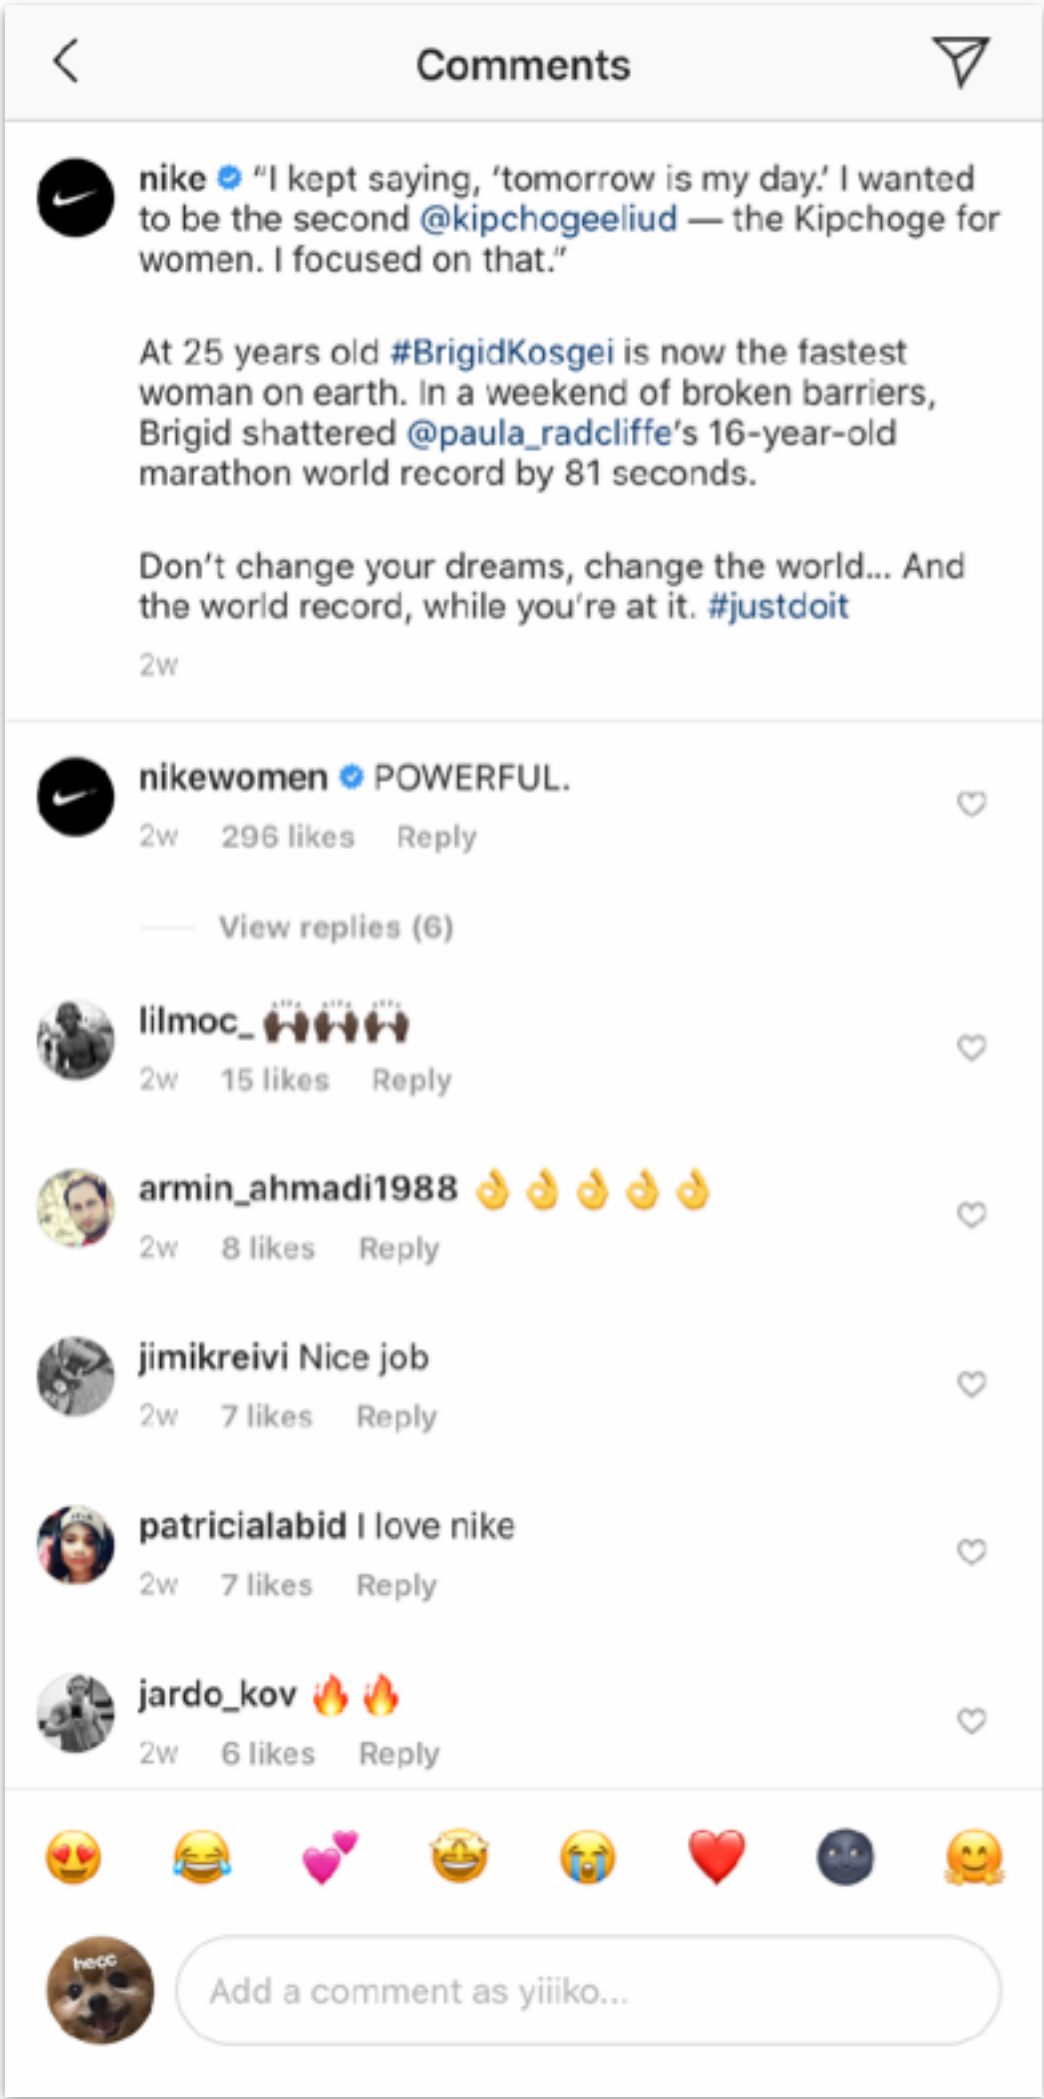 Comments
nike “I kept saying, ‘tomorrow is my day.’ I wanted
to be the second @kipchogeeliud — the Kipchoge for
women. I focused on that.”
At 25 years old #BrigidKosgei is now the fastest
woman on earth. In a weekend of broken barriers,
Brigid shattered @paula_radcliffe’s 16-year-old
marathon world record by 81 seconds.
Don’t change your dreams, change the world... And
the world record, while you’re at it. #justdoit
2w
nikewomen POWERFUL.
2w 296 likes Reply
View replies (6)
lilmoc_ 🙌🏿🙌🏿🙌🏿
2w 15 likes Reply
armin_ahmadi1988 👌👌👌👌👌
2w 8 likes Reply
jimikreivi Nice job
2w 7 likes Reply
patricialabid I love nike
2w 7 likes Reply
jardo_kov 🔥🔥
2w 6 likes Reply
😍 😂 💕 🤩 😭 ❤️ 🌚 🤗
hecc
Add a comment as yiiiko...